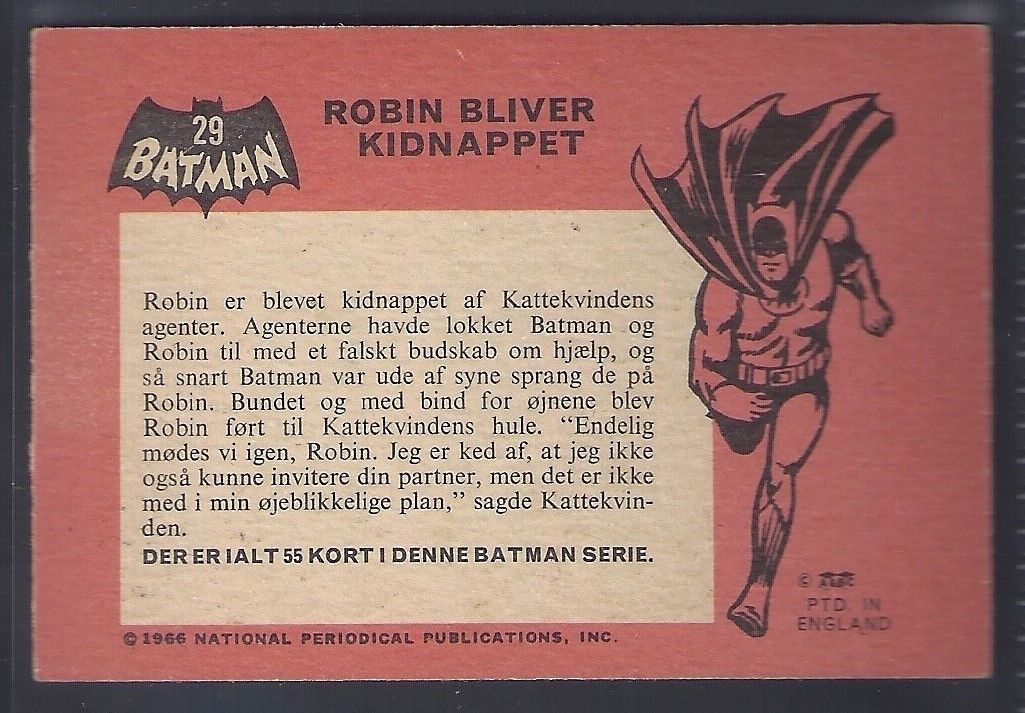 29
BATMAN
ROBIN BLIVER
KIDNAPPET
Robin er blevet kidnappet af Kattekvindens
agenter. Agenterne havde lokket Batman og
Robin til med et falskt budskab om hjælp, og
så snart Batman var ude af syne sprang de på
Robin. Bundet og med bind for øjnene blev
Robin ført til Kattekvindens hule. “Endelig
mødes vi igen, Robin. Jeg er ked af, at jeg ikke
også kunne invitere din partner, men det er ikke
med i min øjeblikkelige plan,” sagde Kattekvin-
den.
DER ER IALT 55 KORT I DENNE BATMAN SERIE.
© 1966 NATIONAL PERIODICAL PUBLICATIONS, INC.
©
PTD. IN
ENGLAND